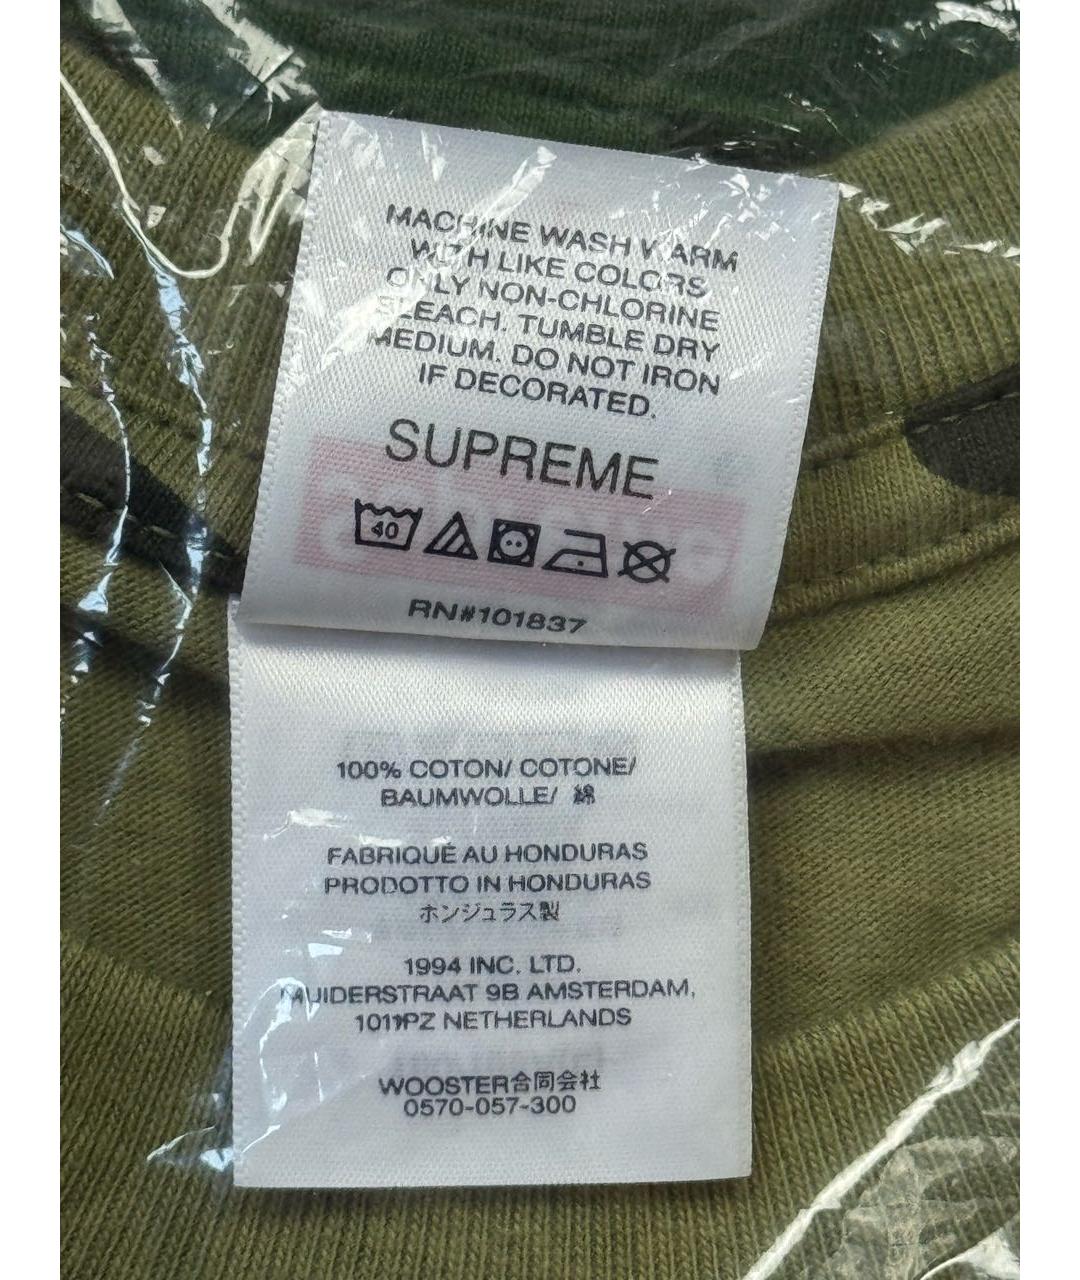 MACHINE WASH WARM
WITH LIKE COLORS
ONLY NON-CHLORINE
BLEACH. TUMBLE DRY
MEDIUM. DO NOT IRON
IF DECORATED.
SUPREME
40
RN#101837
100% COTON/ COTONE/
BAUMWOLLE/ 綿
FABRIQUÉ AU HONDURAS
PRODOTTO IN HONDURAS
ホンジュラス製
1994 INC. LTD.
MUIDERSTRAAT 9B AMSTERDAM,
1011PZ NETHERLANDS
WOOSTER合同会社
0570-057-300